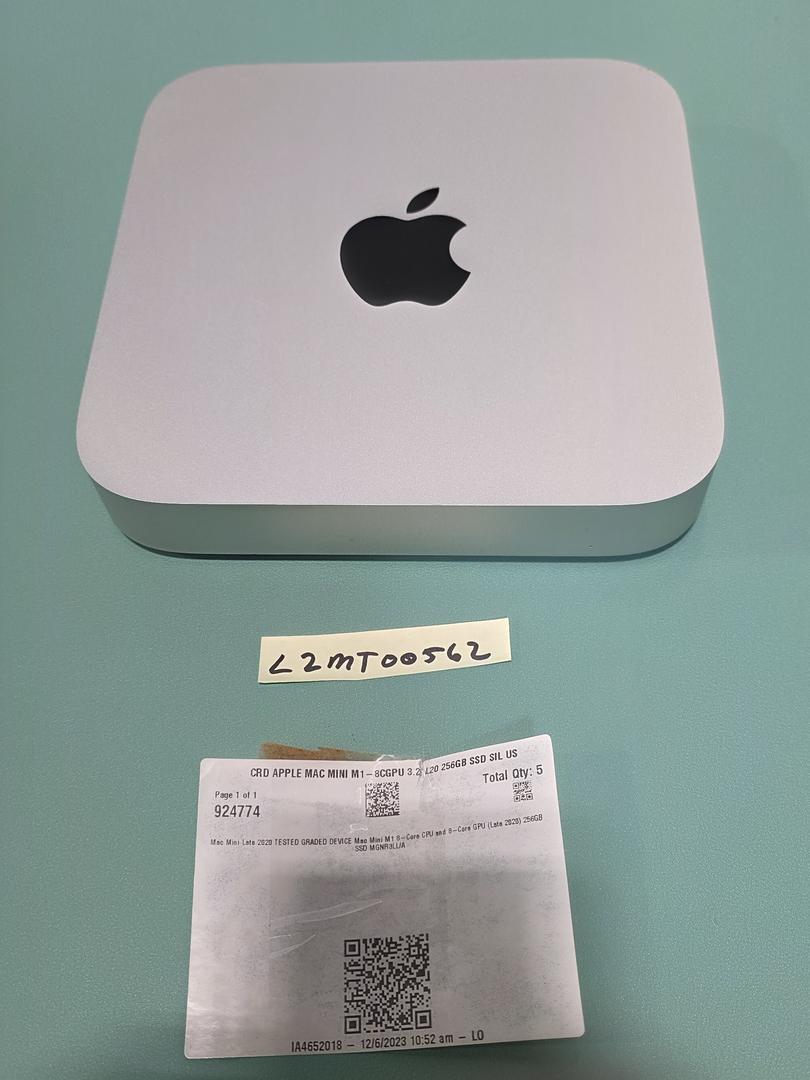 L2MT00562
CRD APPLE MAC MINI M1-8CGPU 3.2 L20 256GB SSD SIL US
Total Qty: 5
Page 1 of 1
924774
Mac Mini Late 2020 TESTED GRADED DEVICE Mac Mini M1 8-Core CPU and 8-Core GPU (Late 2020) 256GB
SSD MGNR3LL/A
IA4652018 - 12/6/2023 10:52 am - LO